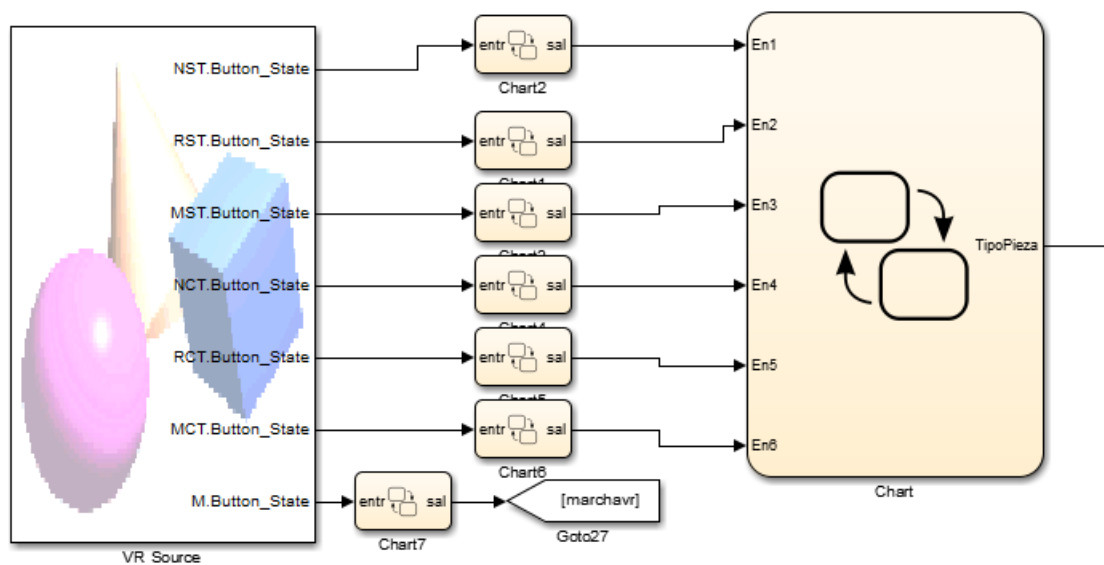 NST.Button_State
RST.Button_State
MST.Button_State
NCT.Button_State
RCT.Button_State
MCT.Button_State
M.Button_State
VR Source
entr sal
Chart2
entr sal
entr sal
entr sal
entr sal
entr sal
Chart6
entr sal
Chart7
[marchavr]
Goto27
En1
En2
En3
En4
En5
En6
TipoPieza
Chart